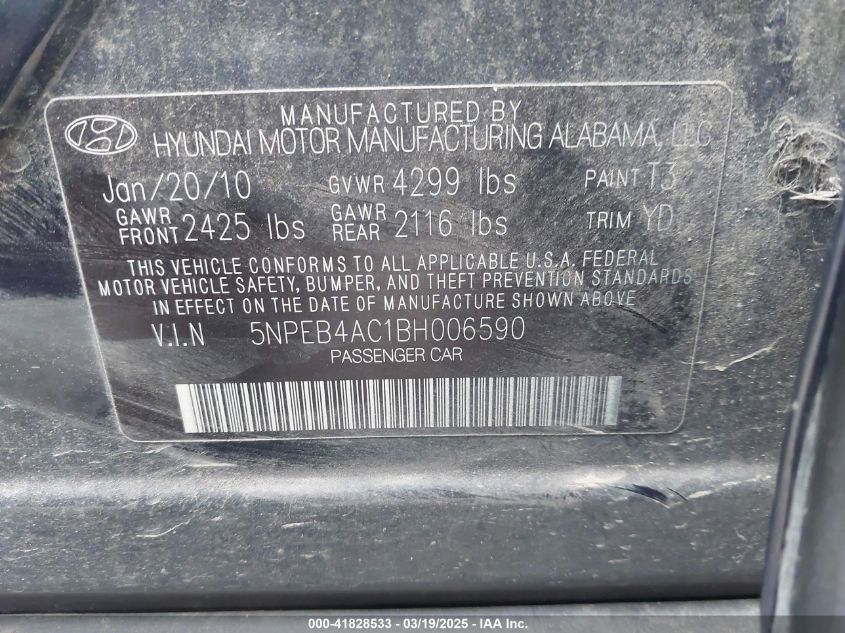 MANUFACTURED BY
HYUNDAI MOTOR MANUFACTURING ALABAMA, LLC
Jan/20/10 GVWR 4299 lbs PAINT T3
GAWR FRONT 2425 lbs GAWR REAR 2116 lbs TRIM YD
THIS VEHICLE CONFORMS TO ALL APPLICABLE U.S.A. FEDERAL
MOTOR VEHICLE SAFETY, BUMPER, AND THEFT PREVENTION STANDARDS
IN EFFECT ON THE DATE OF MANUFACTURE SHOWN ABOVE
V.I.N 5NPEB4AC1BH006590
PASSENGER CAR
000-41828533 - 03/19/2025 - IAA Inc.